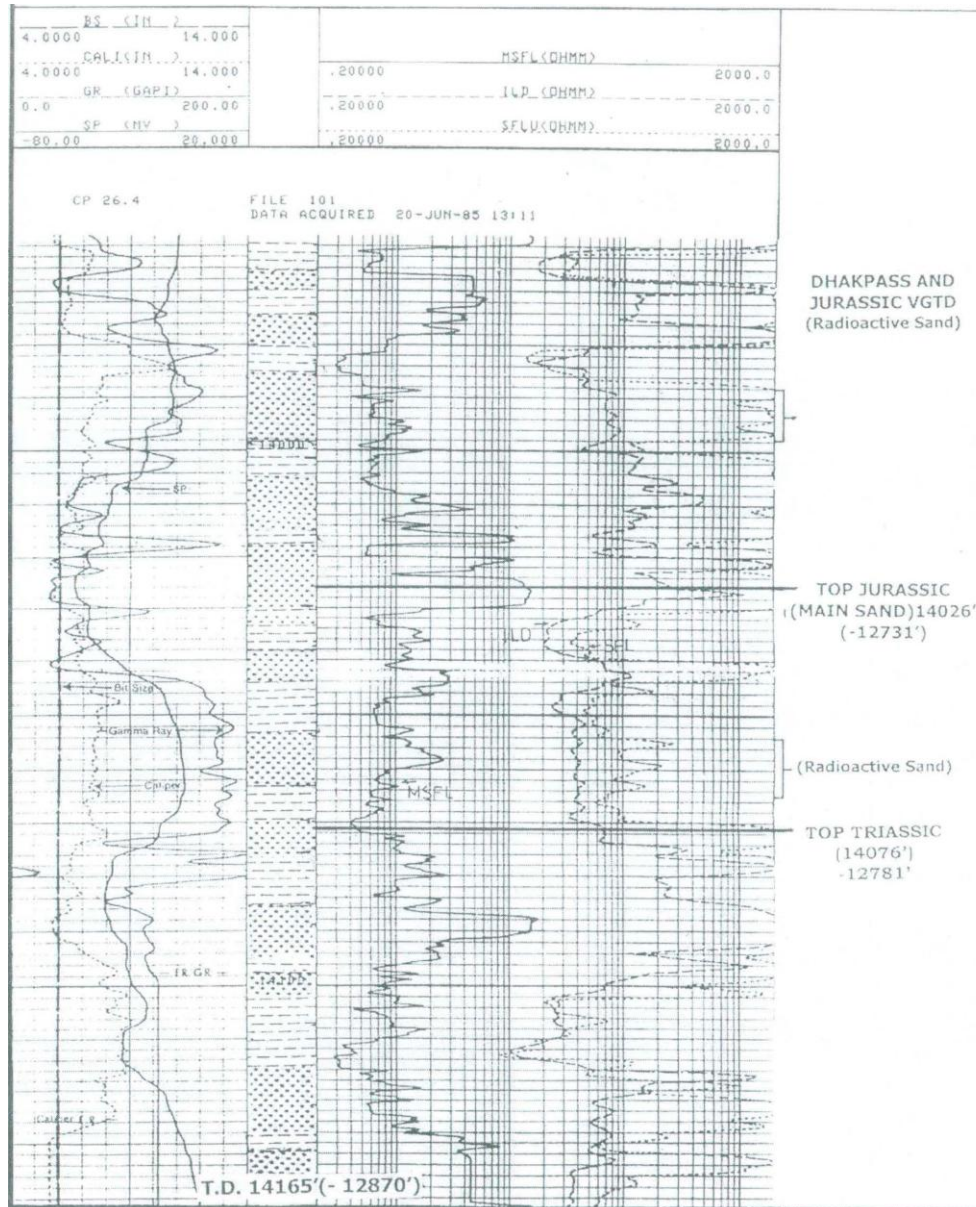 BS (IN )
4.0000 14.000
CALI(IN )
4.0000 14.000
GR (GAPI)
0.0 200.00
SP (MV )
-80.00 20.000
MSFL(OHMM)
.20000 2000.0
ILD (OHMM)
.20000 2000.0
SFLU(OHMM)
.20000 2000.0
CP 26.4 FILE 101
DATA ACQUIRED 20-JUN-85 13:11
DHAKPASS AND
JURASSIC VGTD
(Radioactive Sand)
14000
SP
TOP JURASSIC
(MAIN SAND)14026'
(-12731')
ILD
SFL
Bit Size
Gamma Ray
(Radioactive Sand)
MSFL
TOP TRIASSIC
(14076')
-12781'
GR
14100
T.D. 14165'(- 12870')